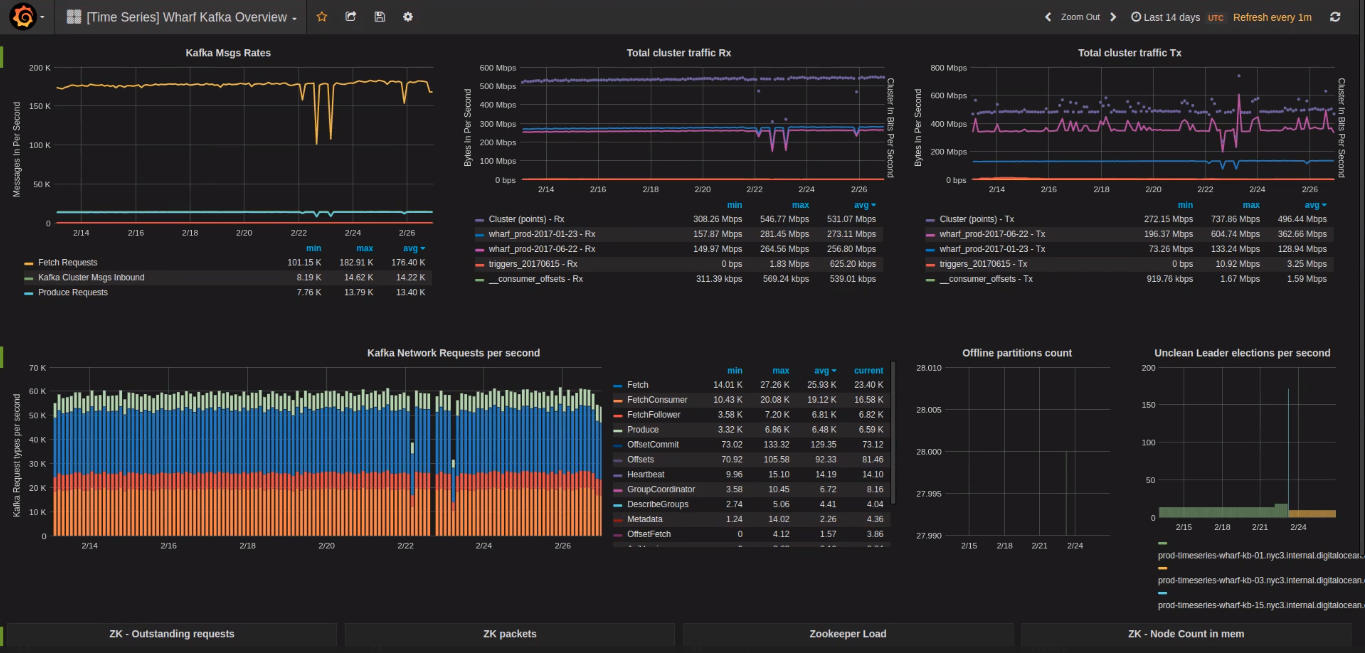 [Time Series] Wharf Kafka Overview
Zoom Out
Last 14 days UTC Refresh every 1m
Kafka Msgs Rates
Messages In Per Second
200 K
150 K
100 K
50 K
0
2/14 2/16 2/18 2/20 2/22 2/24 2/26
min max avg
Fetch Requests 101.15 K 182.91 K 176.40 K
Kafka Cluster Msgs Inbound 8.19 K 14.62 K 14.22 K
Produce Requests 7.76 K 13.79 K 13.40 K
Total cluster traffic Rx
Bytes In Per Second
600 Mbps
500 Mbps
400 Mbps
300 Mbps
200 Mbps
100 Mbps
0 bps
Cluster In Bits Per Second
2/14 2/16 2/18 2/20 2/22 2/24 2/26
min max avg
Cluster (points) - Rx 308.26 Mbps 546.77 Mbps 531.07 Mbps
wharf_prod-2017-01-23 - Rx 157.87 Mbps 281.45 Mbps 273.11 Mbps
wharf_prod-2017-06-22 - Rx 149.97 Mbps 264.56 Mbps 256.80 Mbps
triggers_20170615 - Rx 0 bps 1.83 Mbps 625.20 kbps
__consumer_offsets - Rx 311.39 kbps 569.24 kbps 539.01 kbps
Total cluster traffic Tx
Bytes In Per Second
800 Mbps
600 Mbps
400 Mbps
200 Mbps
0 bps
Cluster In Bits Per Second
2/14 2/16 2/18 2/20 2/22 2/24 2/26
min max avg
Cluster (points) - Tx 272.15 Mbps 737.86 Mbps 496.44 Mbps
wharf_prod-2017-06-22 - Tx 196.37 Mbps 604.74 Mbps 362.66 Mbps
wharf_prod-2017-01-23 - Tx 73.26 Mbps 133.24 Mbps 128.94 Mbps
triggers_20170615 - Tx 0 bps 10.92 Mbps 3.25 Mbps
__consumer_offsets - Tx 919.76 kbps 1.67 Mbps 1.59 Mbps
Kafka Network Requests per second
Kafka Request types per second
70 K
60 K
50 K
40 K
30 K
20 K
10 K
0
2/14 2/16 2/18 2/20 2/22 2/24 2/26
min max avg current
Fetch 14.01 K 27.26 K 25.93 K 23.40 K
FetchConsumer 10.43 K 20.08 K 19.12 K 16.58 K
FetchFollower 3.58 K 7.20 K 6.81 K 6.82 K
Produce 3.32 K 6.86 K 6.48 K 6.59 K
OffsetCommit 73.02 133.32 129.35 73.12
Offsets 70.92 105.58 92.33 81.46
Heartbeat 9.96 15.10 14.19 14.10
GroupCoordinator 3.58 10.45 6.72 8.16
DescribeGroups 2.74 5.06 4.41 4.04
Metadata 1.24 14.02 2.26 4.36
OffsetFetch 0 4.12 1.57 3.86
Offline partitions count
28.010
28.005
28.000
27.995
27.990
2/15 2/18 2/21 2/24
Unclean Leader elections per second
200
150
100
50
0
2/15 2/18 2/21 2/24
prod-timeseries-wharf-kb-01.nyc3.internal.digitalocean.
prod-timeseries-wharf-kb-03.nyc3.internal.digitalocean.
prod-timeseries-wharf-kb-15.nyc3.internal.digitalocean.
ZK - Outstanding requests
ZK packets
Zookeeper Load
ZK - Node Count in mem